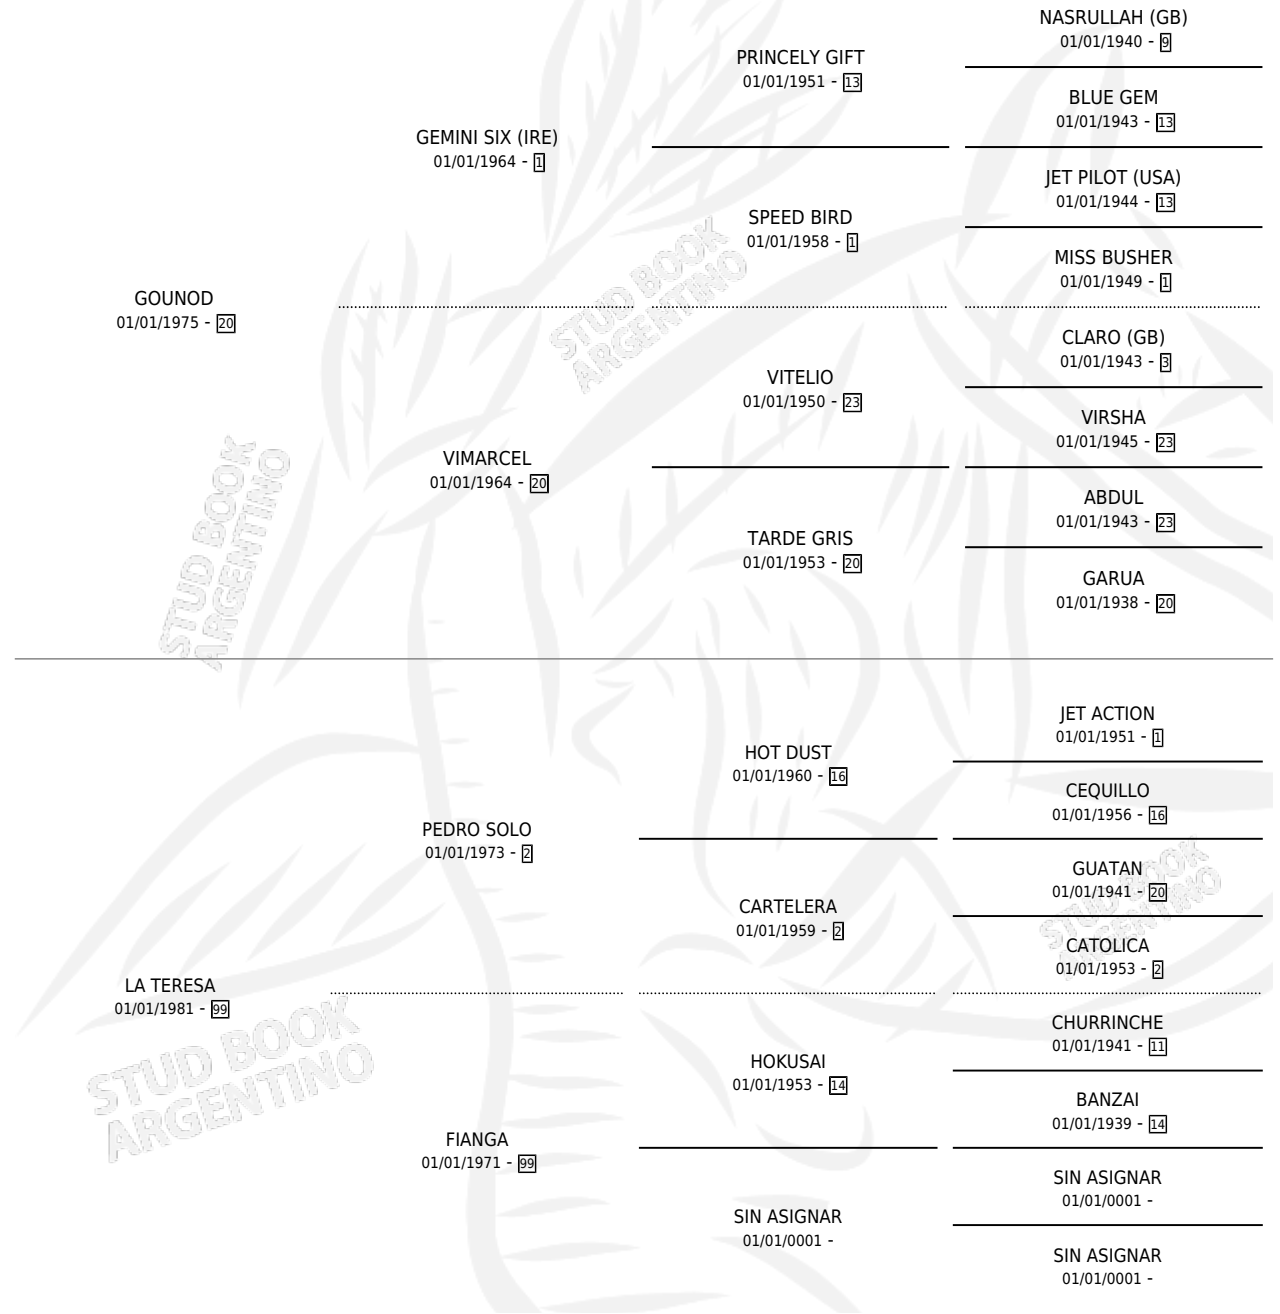 NASRULLAH (GB)
01/01/1940 - 9
PRINCELY GIFT
01/01/1951 - 13
BLUE GEM
01/01/1943 - 13
GEMINI SIX (IRE)
01/01/1964 - 1
JET PILOT (USA)
01/01/1944 - 13
SPEED BIRD
01/01/1958 - 1
MISS BUSHER
01/01/1949 - 1
GOUNOD
01/01/1975 - 20
STUD BOOK
ARGENTINO
CLARO (GB)
01/01/1943 - 3
VITELIO
01/01/1950 - 23
VIRSHA
01/01/1945 - 23
VIMARCEL
01/01/1964 - 20
ABDUL
01/01/1943 - 23
TARDE GRIS
01/01/1953 - 20
GARUA
01/01/1938 - 20
STUD BOOK
ARGENTINO
JET ACTION
01/01/1951 - 1
HOT DUST
01/01/1960 - 16
CEQUILLO
01/01/1956 - 16
PEDRO SOLO
01/01/1973 - 2
GUATAN
01/01/1941 - 20
CARTELERA
01/01/1959 - 2
CATOLICA
01/01/1953 - 2
STUD BOOK
ARGENTINO
LA TERESA
01/01/1981 - 99
STUD BOOK
ARGENTINO
CHURRINCHE
01/01/1941 - 11
HOKUSAI
01/01/1953 - 14
BANZAI
01/01/1939 - 14
FIANGA
01/01/1971 - 99
SIN ASIGNAR
01/01/0001 -
SIN ASIGNAR
01/01/0001 -
SIN ASIGNAR
01/01/0001 -